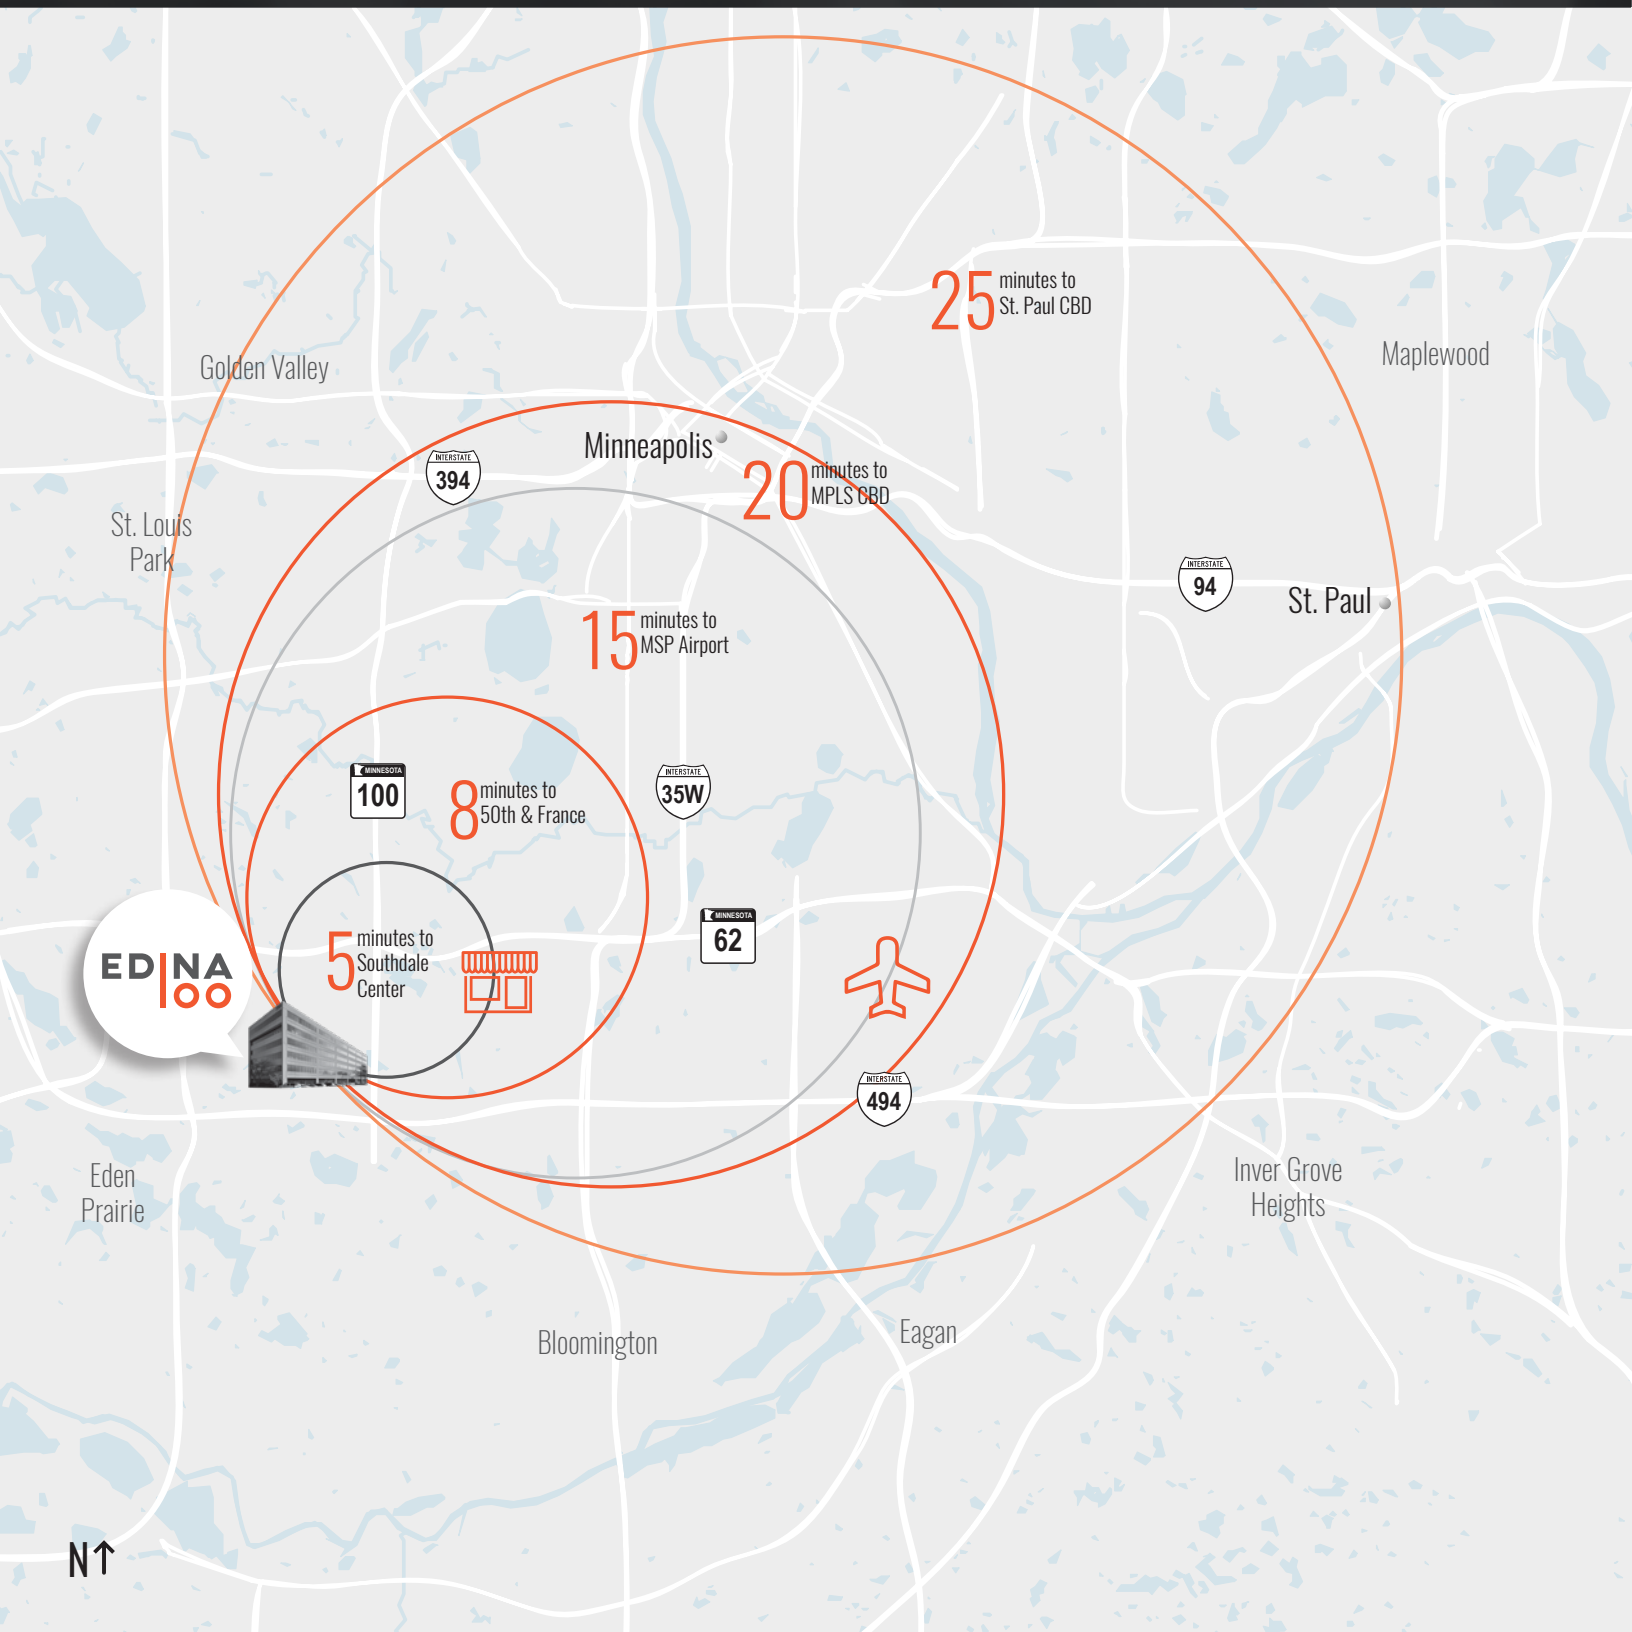 25 minutes to
St. Paul CBD
Golden Valley
Maplewood
Minneapolis
20 minutes to
MPLS CBD
INTERSTATE
394
St. Louis
Park
INTERSTATE
94
St. Paul
15 minutes to
MSP Airport
MINNESOTA
100
8 minutes to
50th & France
INTERSTATE
35W
MINNESOTA
62
5 minutes to
Southdale
Center
EDINA
100
INTERSTATE
494
Eden
Prairie
Inver Grove
Heights
Bloomington
Eagan
N↑